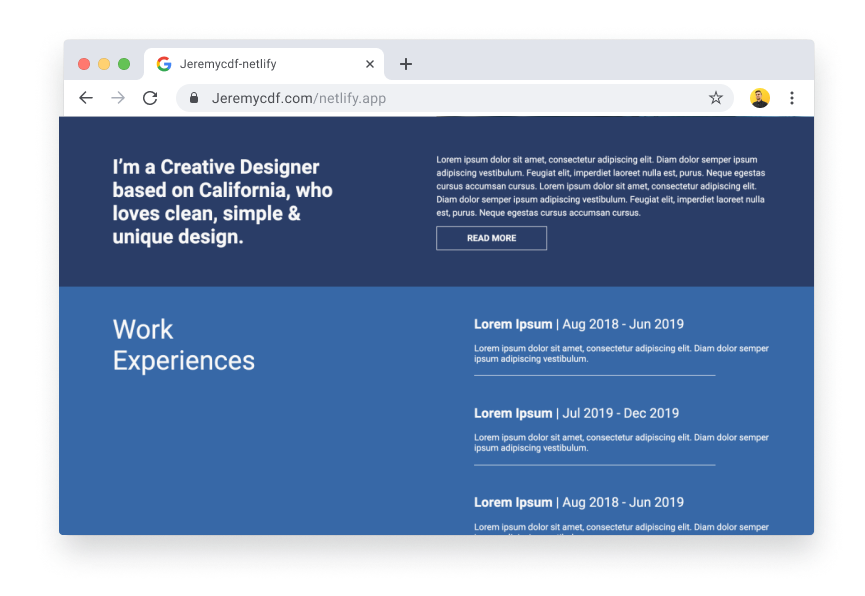 Jeremycdf-netlify
Jeremycdf.com/netlify.app
I'm a Creative Designer
based on California, who
loves clean, simple &
unique design.
Lorem ipsum dolor sit amet, consectetur adipiscing elit. Diam dolor semper ipsum
adipiscing vestibulum. Feugiat elit, imperdiet laoreet nulla est, purus. Neque egestas
cursus accumsan cursus. Lorem ipsum dolor sit amet, consectetur adipiscing elit.
Diam dolor semper ipsum adipiscing vestibulum. Feugiat elit, imperdiet laoreet nulla
est, purus. Neque egestas cursus accumsan cursus.
READ MORE
Work
Experiences
Lorem Ipsum | Aug 2018 - Jun 2019
Lorem ipsum dolor sit amet, consectetur adipiscing elit. Diam dolor semper
ipsum adipiscing vestibulum.
Lorem Ipsum | Jul 2019 - Dec 2019
Lorem ipsum dolor sit amet, consectetur adipiscing elit. Diam dolor semper
ipsum adipiscing vestibulum.
Lorem Ipsum | Aug 2018 - Jun 2019
Lorem ipsum dolor sit amet, consectetur adipiscing elit. Diam dolor semper